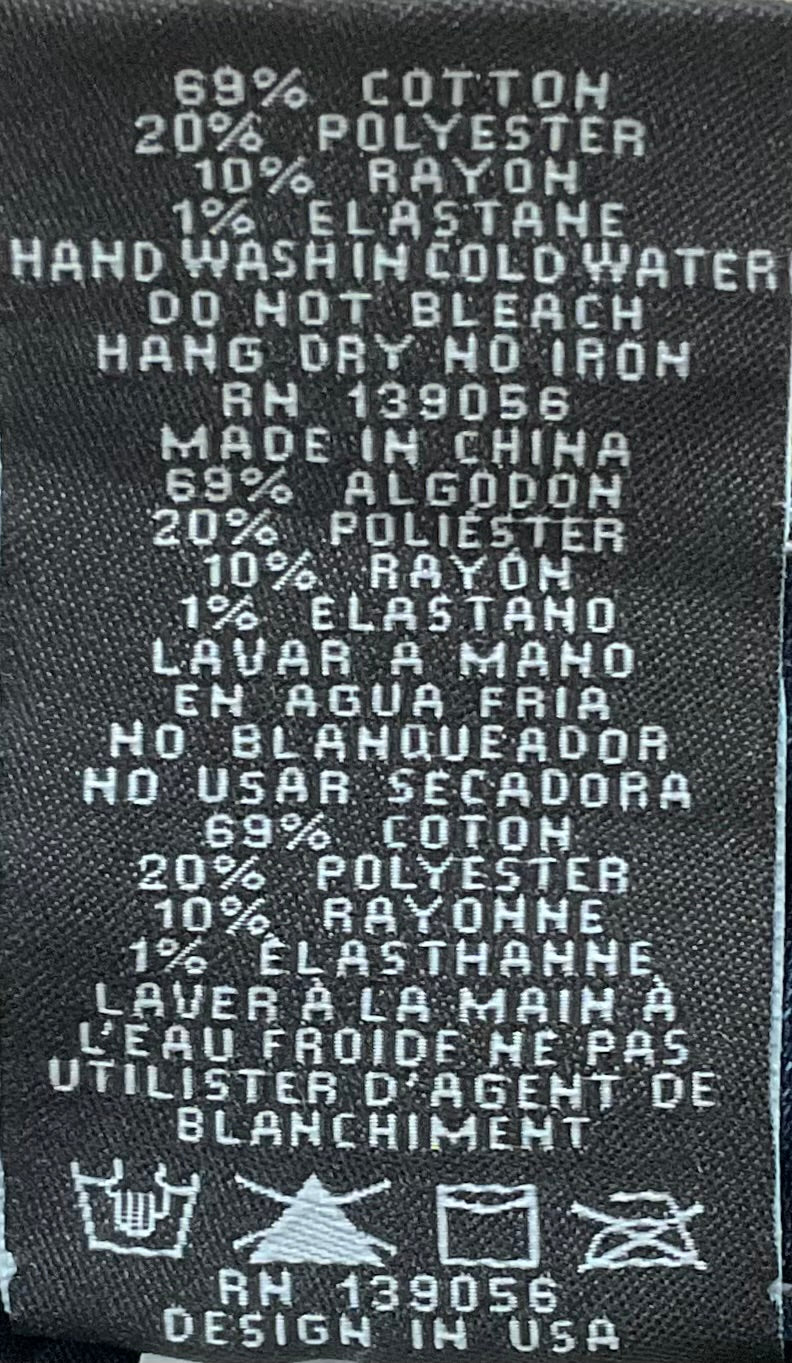 69% COTTON
20% POLYESTER
10% RAYON
1% ELASTANE
HAND WASH IN COLD WATER
DO NOT BLEACH
HANG DRY NO IRON
RN 139056
MADE IN CHINA
69% ALGODON
20% POLIÉSTER
10% RAYÓN
1% ELASTANO
LAVAR A MANO
EN AGUA FRIA
NO BLANQUEADOR
NO USAR SECADORA
69% COTON
20% POLYESTER
10% RAYONNE
1% ÉLASTHANNE
LAVER À LA MAIN À
L'EAU FROIDE NE PAS
UTILISTER D'AGENT DE
BLANCHIMENT
RN 139056
DESIGN IN USA